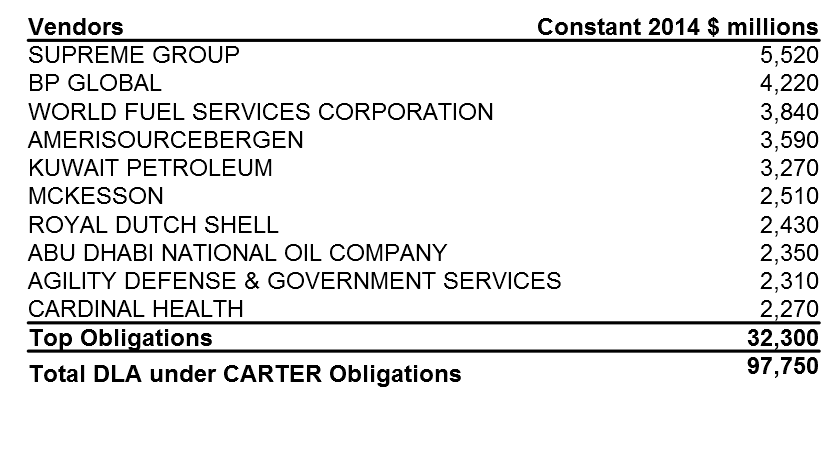 Vendors Constant 2014 $ millions
SUPREME GROUP 5,520
BP GLOBAL 4,220
WORLD FUEL SERVICES CORPORATION 3,840
AMERISOURCEBERGEN 3,590
KUWAIT PETROLEUM 3,270
MCKESSON 2,510
ROYAL DUTCH SHELL 2,430
ABU DHABI NATIONAL OIL COMPANY 2,350
AGILITY DEFENSE & GOVERNMENT SERVICES 2,310
CARDINAL HEALTH 2,270
Top Obligations 32,300
Total DLA under CARTER Obligations 97,750